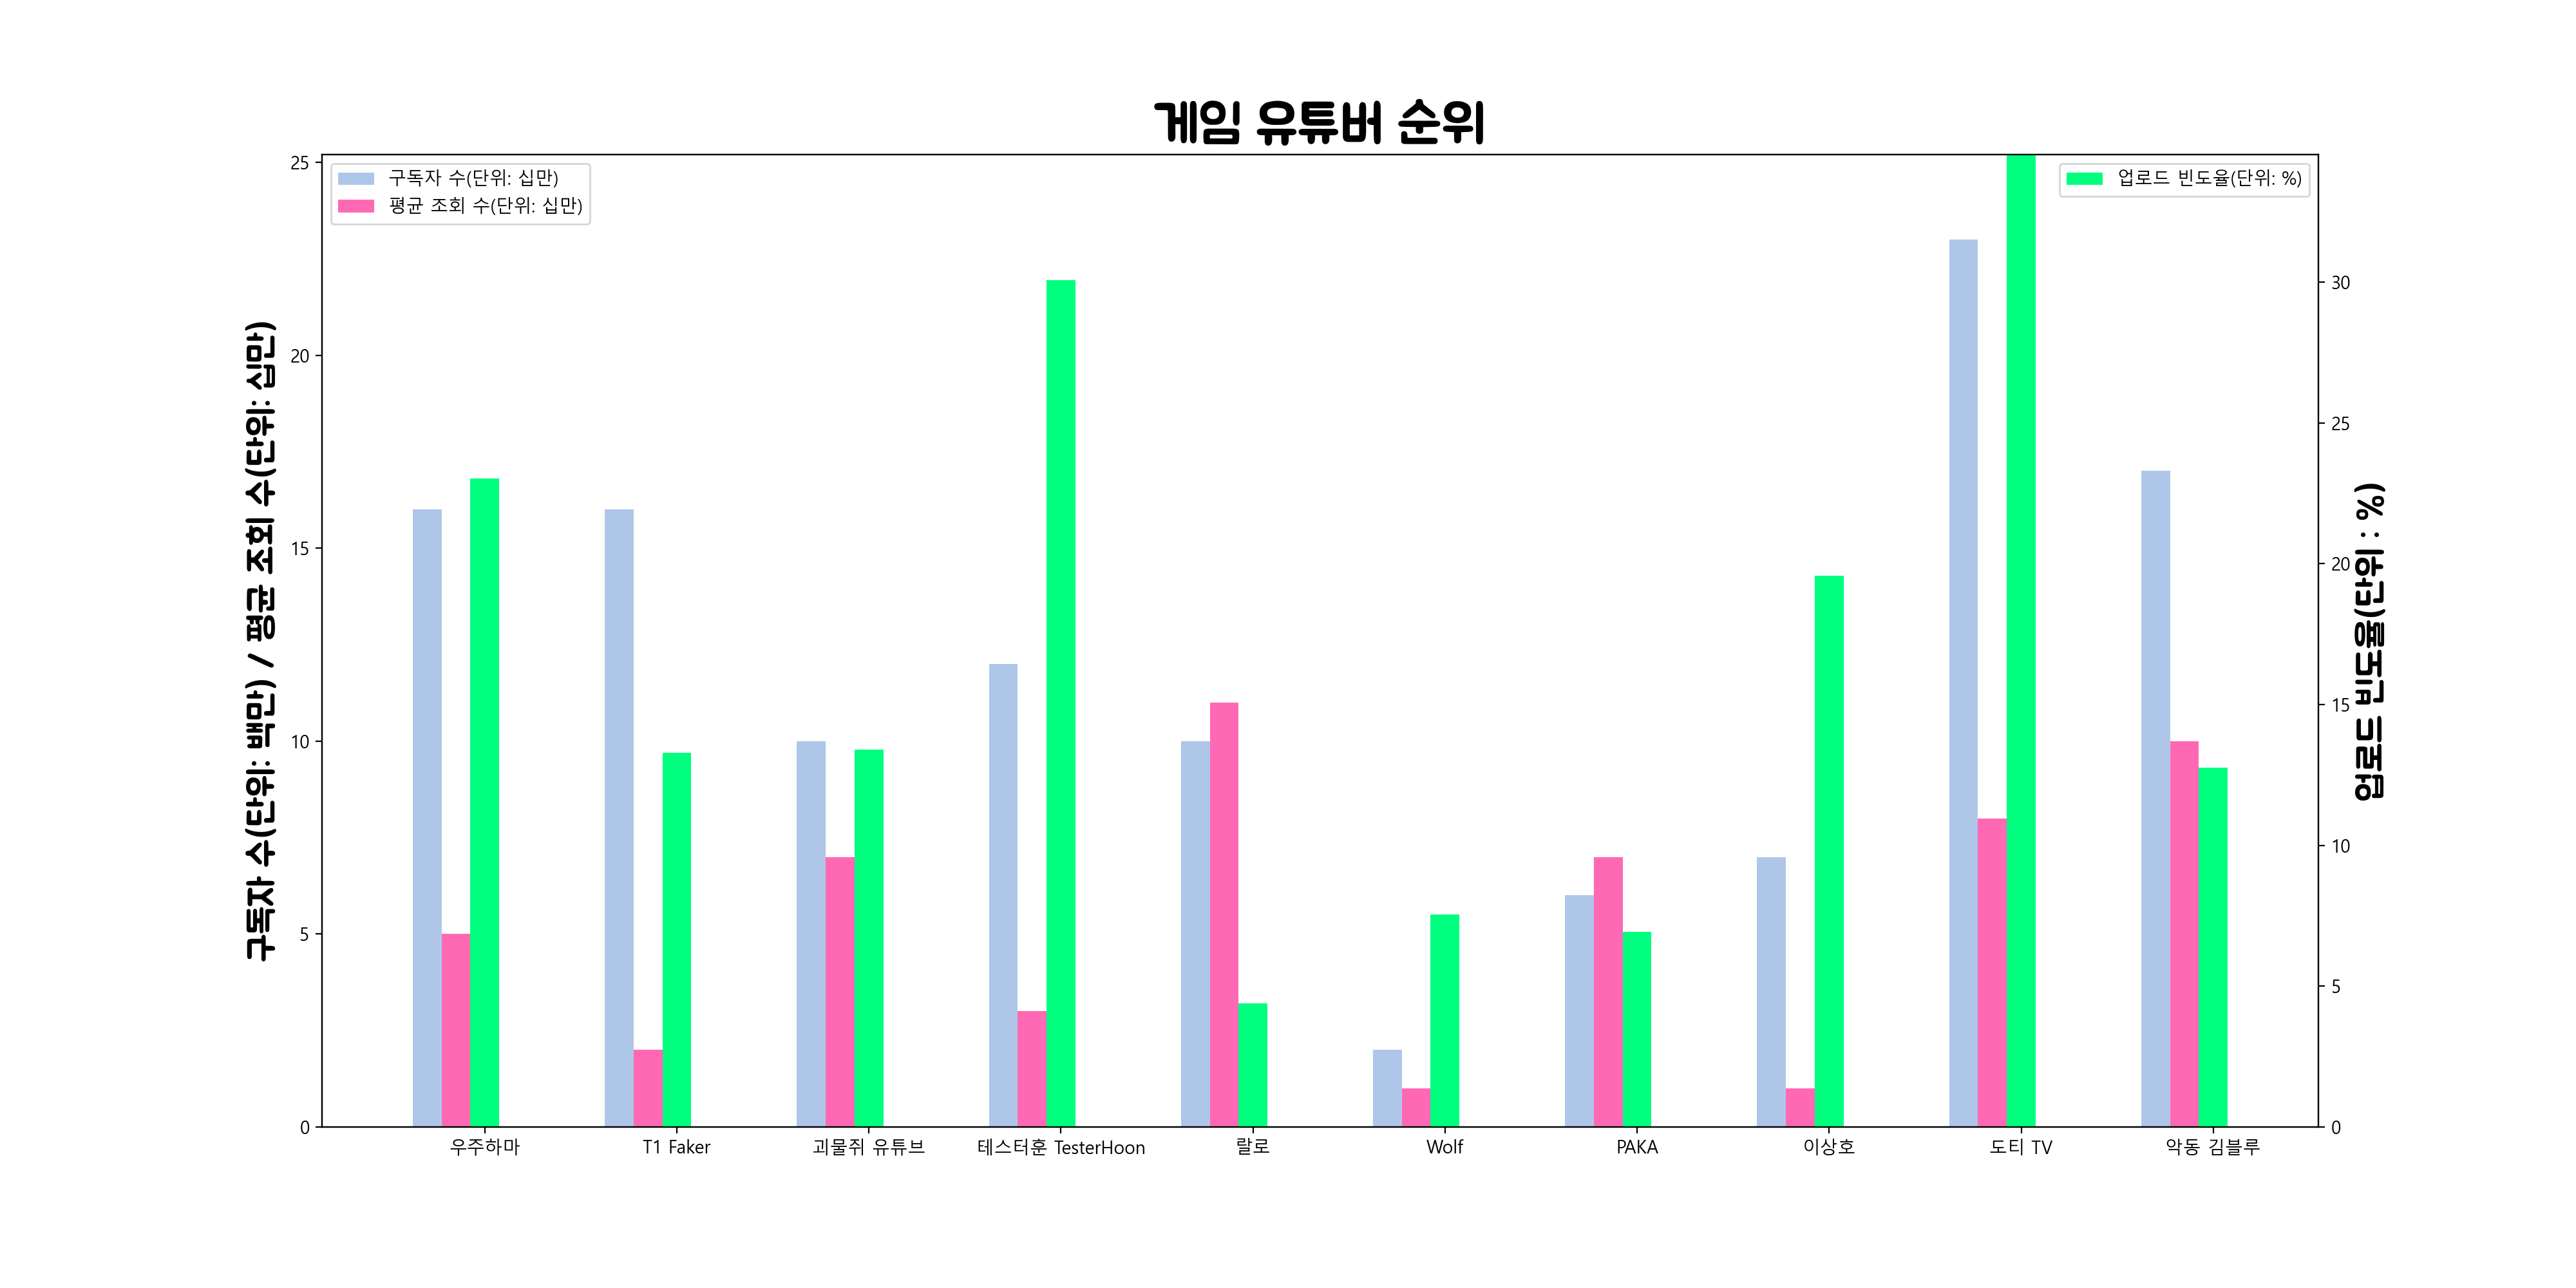 게임 유튜버 순위
구독자 수(단위: 십만)
평균 조회 수(단위: 십만)
업로드 빈도율(단위: %)
구독자 수(단위: 백만) / 평균 조회 수(단위: 십만)
25
20
15
10
5
0
30
25
20
15
10
5
0
업로드 빈도율(단위 : %)
우주하마
T1 Faker
괴물쥐 유튜브
테스터훈 TesterHoon
랄로
Wolf
PAKA
이상호
도티 TV
악동 김블루